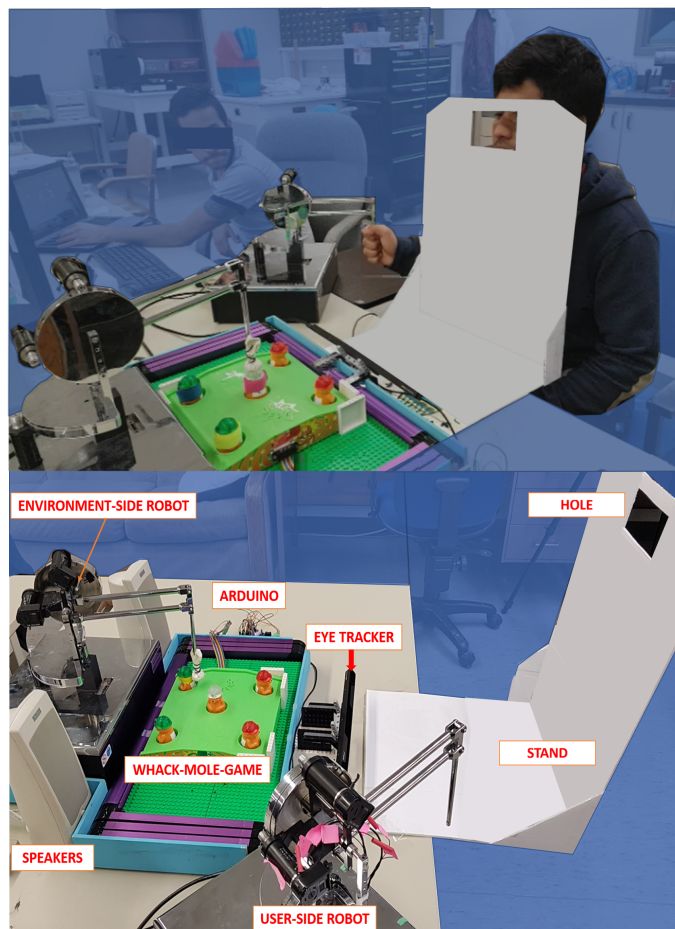 ENVIRONMENT-SIDE ROBOT
HOLE
ARDUINO
EYE TRACKER
STAND
WHACK-MOLE-GAME
SPEAKERS
USER-SIDE ROBOT